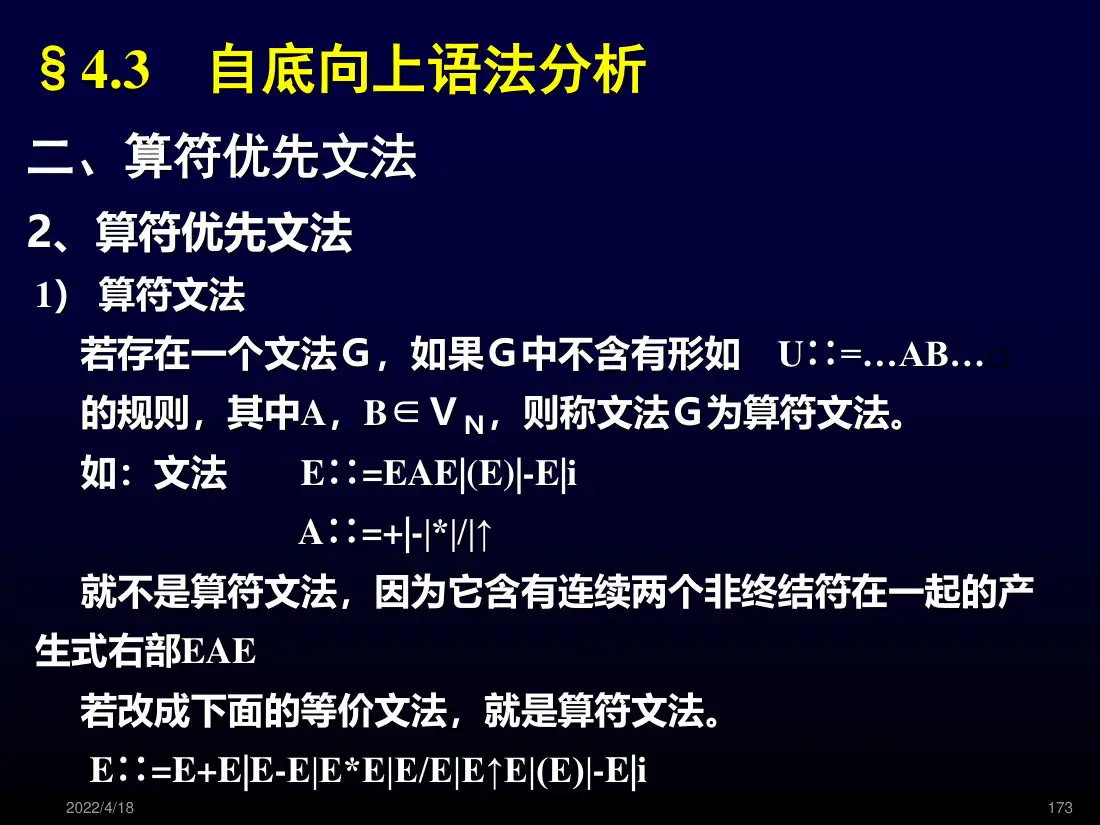 §4.3 自底向上语法分析
二、算符优先文法
2、算符优先文法
1） 算符文法
若存在一个文法G，如果G中不含有形如 U∷=…AB…
的规则，其中A，B∈VN，则称文法G为算符文法。
如：文法 E∷=EAE|(E)|-E|i
A∷=+|-|*|/|↑
就不是算符文法，因为它含有连续两个非终结符在一起的产
生式右部EAE
若改成下面的等价文法，就是算符文法。
E∷=E+E|E-E|E*E|E/E|E↑E|(E)|-E|i
2022/4/18
173